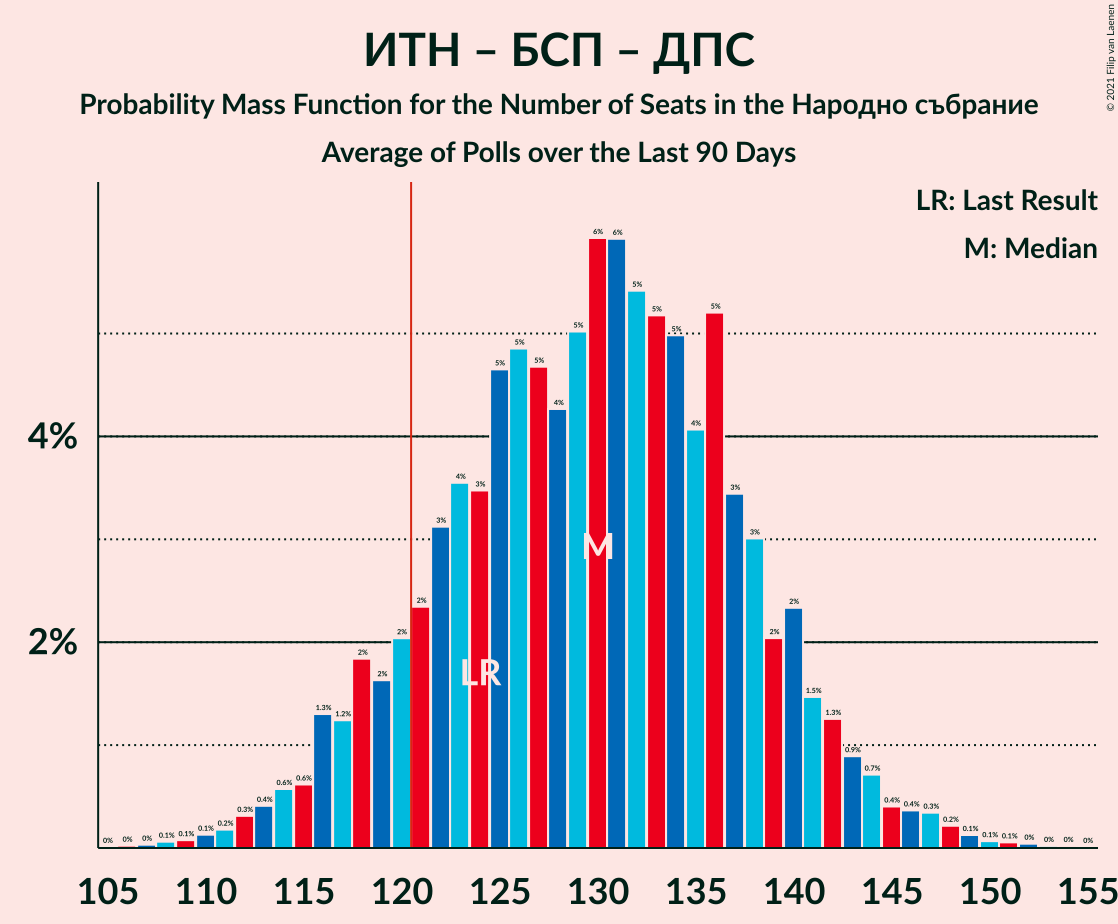 ИТН – БСП – ДПС
Probability Mass Function for the Number of Seats in the Народно събрание
Average of Polls over the Last 90 Days
© 2021 Filip van Laenen
LR: Last Result
M: Median
4%
2%
0% 0% 0% 0.1% 0.1% 0.1% 0.2% 0.3% 0.4% 0.6% 0.6% 1.3% 1.2% 2% 2% 2% 2% 3% 4% 3% 5% 5% 5% 4% 5% 6% 6% 5% 5% 5% 4% 5% 3% 3% 2% 2% 1.5% 1.3% 0.9% 0.7% 0.4% 0.4% 0.3% 0.2% 0.1% 0.1% 0.1% 0% 0% 0% 0%
M
LR
105 110 115 120 125 130 135 140 145 150 155